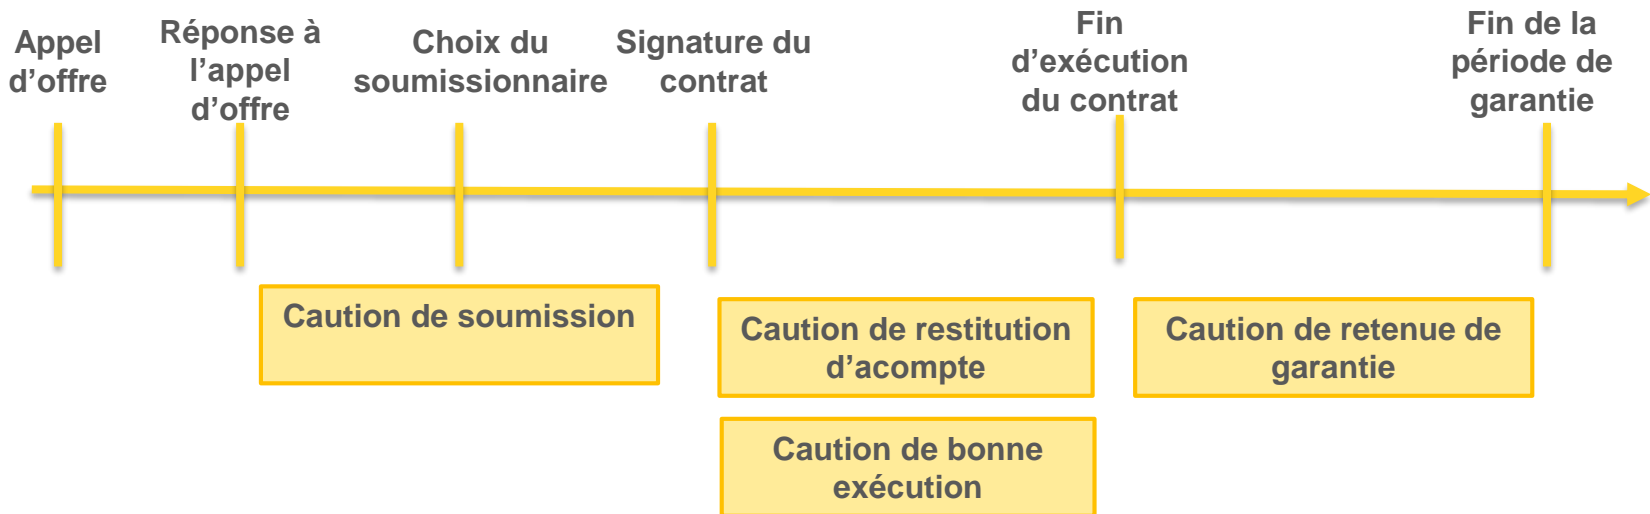 Appel
d’offre
Réponse à
l’appel
d’offre
Choix du
soumissionnaire
Signature du
contrat
Fin
d’exécution
du contrat
Fin de la
période de
garantie
Caution de soumission
Caution de restitution
d’acompte
Caution de retenue de
garantie
Caution de bonne
exécution